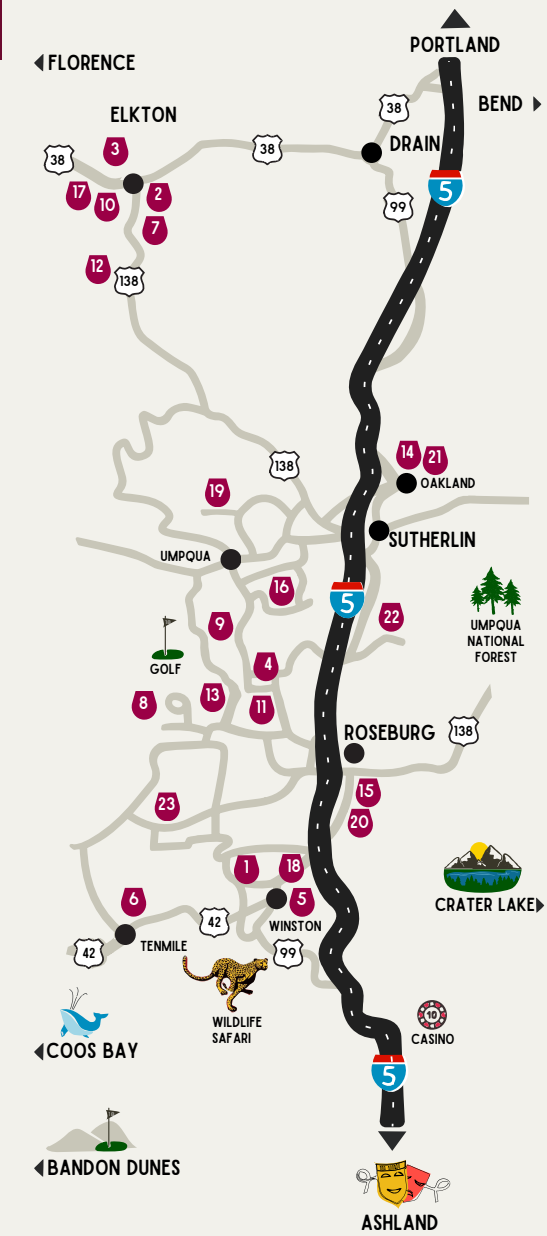 PORTLAND
FLORENCE
BEND
38
ELKTON
3
38
DRAIN
38
17
10
2
99
5
7
12
138
14
21
138
OAKLAND
19
SUTHERLIN
UMPQUA
16
5
22
UMPQUA
NATIONAL
FOREST
9
GOLF
4
13
8
11
ROSEBURG
138
15
23
20
1
18
CRATER LAKE
6
5
42
WINSTON
TENMILE
42
99
WILDLIFE
SAFARI
10
CASINO
COOS BAY
5
BANDON DUNES
ASHLAND